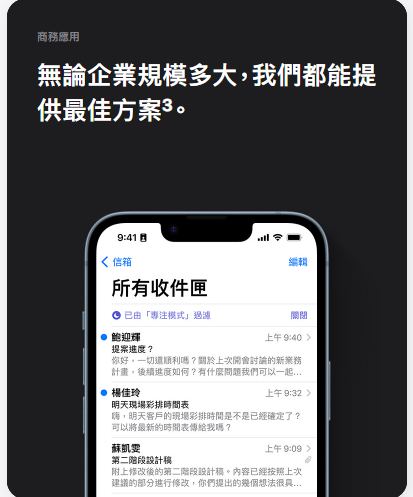 商務應用
無論企業規模多大，我們都能提
供最佳方案³。
9:41
信箱 編輯
所有收件匣
已由「專注模式」過濾 關閉
鮑迎輝 上午 9:40
提案進度？
你好，一切還順利嗎？關於上次開會討論的新業務
計畫，後續進度如何？有什麼問題我們可以一起...
楊佳玲 上午 9:32
明天現場彩排時間表
嗨，明天客戶的現場彩排時間是不是已經確定了？
可以將最新的時間表傳給我嗎？
蘇凱雯 上午 9:09
第二階段設計稿
附上修改後的第二階段設計稿。內容已經按照上次
建議的部分進行修改，你們提出的幾個想法很具...